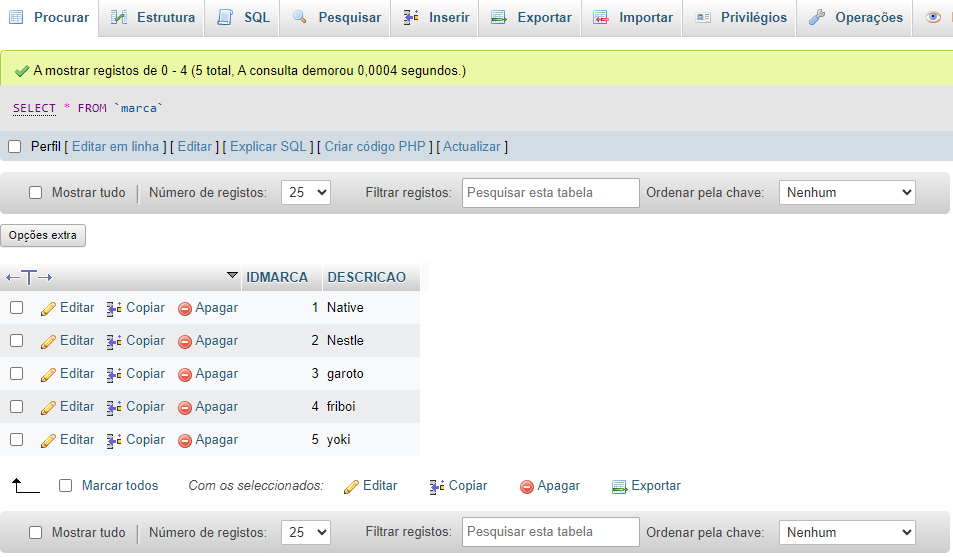 Procurar Estrutura SQL Pesquisar Inserir Exportar Importar Privilégios Operações
A mostrar registos de 0 - 4 (5 total, A consulta demorou 0,0004 segundos.)
SELECT * FROM `marca`
Perfil [ Editar em linha ] [ Editar ] [ Explicar SQL ] [ Criar código PHP ] [ Actualizar ]
Mostrar tudo | Número de registos: 25 Filtrar registos: Pesquisar esta tabela Ordenar pela chave: Nenhum
Opções extra
←T→ IDMARCA DESCRICAO
Editar Copiar Apagar 1 Native
Editar Copiar Apagar 2 Nestle
Editar Copiar Apagar 3 garoto
Editar Copiar Apagar 4 friboi
Editar Copiar Apagar 5 yoki
Marcar todos Com os seleccionados: Editar Copiar Apagar Exportar
Mostrar tudo | Número de registos: 25 Filtrar registos: Pesquisar esta tabela Ordenar pela chave: Nenhum